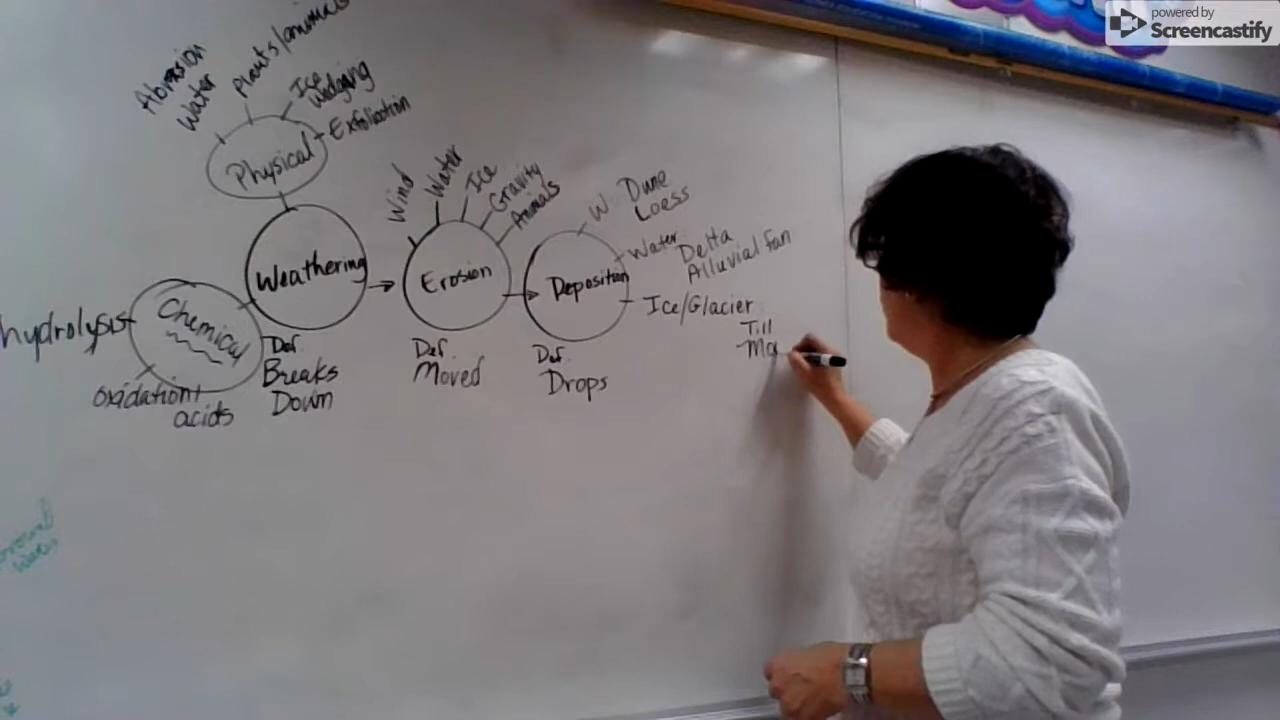 powered by
Screencastify
Abrasion
Water
Plants/animals
Ice
Wedging
Exfoliation
Physical
Wind
Water
Ice
Gravity
Animals
W. Dune
Loess
Water Delta
Alluvial fan
Weathering
Erosion
Deposition
Ice/Glacier
Till
Mo
hydrolysis
Chemical
oxidation
acids
Def.
Breaks
Down
Def.
Moved
Def.
Drops